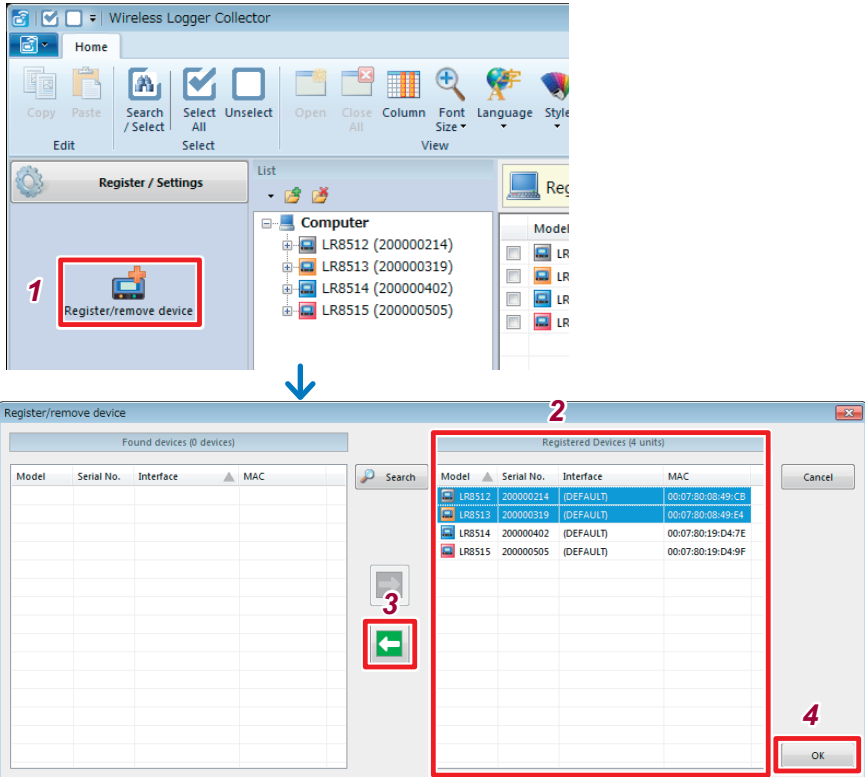 Wireless Logger Collector
Home
Copy Paste Search / Select Select All Unselect Open Close All Column Font Size Language Style
Edit Select View
Register / Settings
List
Computer
LR8512 (200000214)
LR8513 (200000319)
LR8514 (200000402)
LR8515 (200000505)
Reg
Model
LR
LR
LR
LR
1
Register/remove device
2
Register/remove device
Found devices (0 devices)
Model Serial No. Interface MAC
Search
Registered Devices (4 units)
Model Serial No. Interface MAC
LR8512 200000214 (DEFAULT) 00:07:80:08:49:CB
LR8513 200000319 (DEFAULT) 00:07:80:08:49:E4
LR8514 200000402 (DEFAULT) 00:07:80:19:D4:7E
LR8515 200000505 (DEFAULT) 00:07:80:19:D4:9F
Cancel
3
4
OK